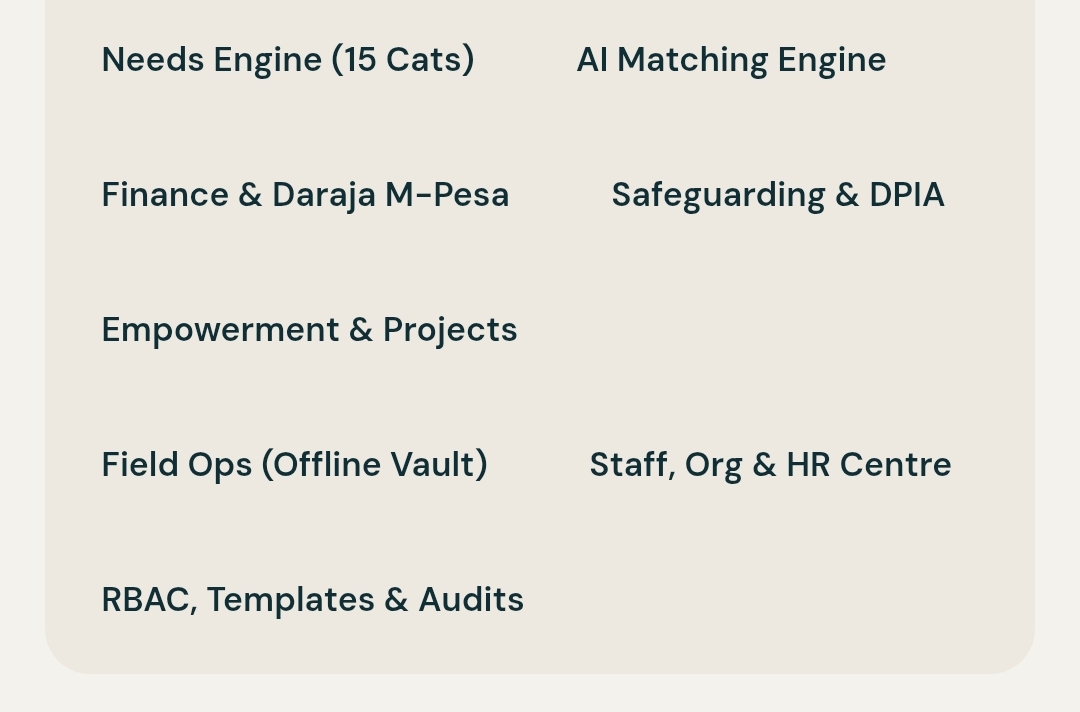 Needs Engine (15 Cats) AI Matching Engine
Finance & Daraja M-Pesa Safeguarding & DPIA
Empowerment & Projects
Field Ops (Offline Vault) Staff, Org & HR Centre
RBAC, Templates & Audits